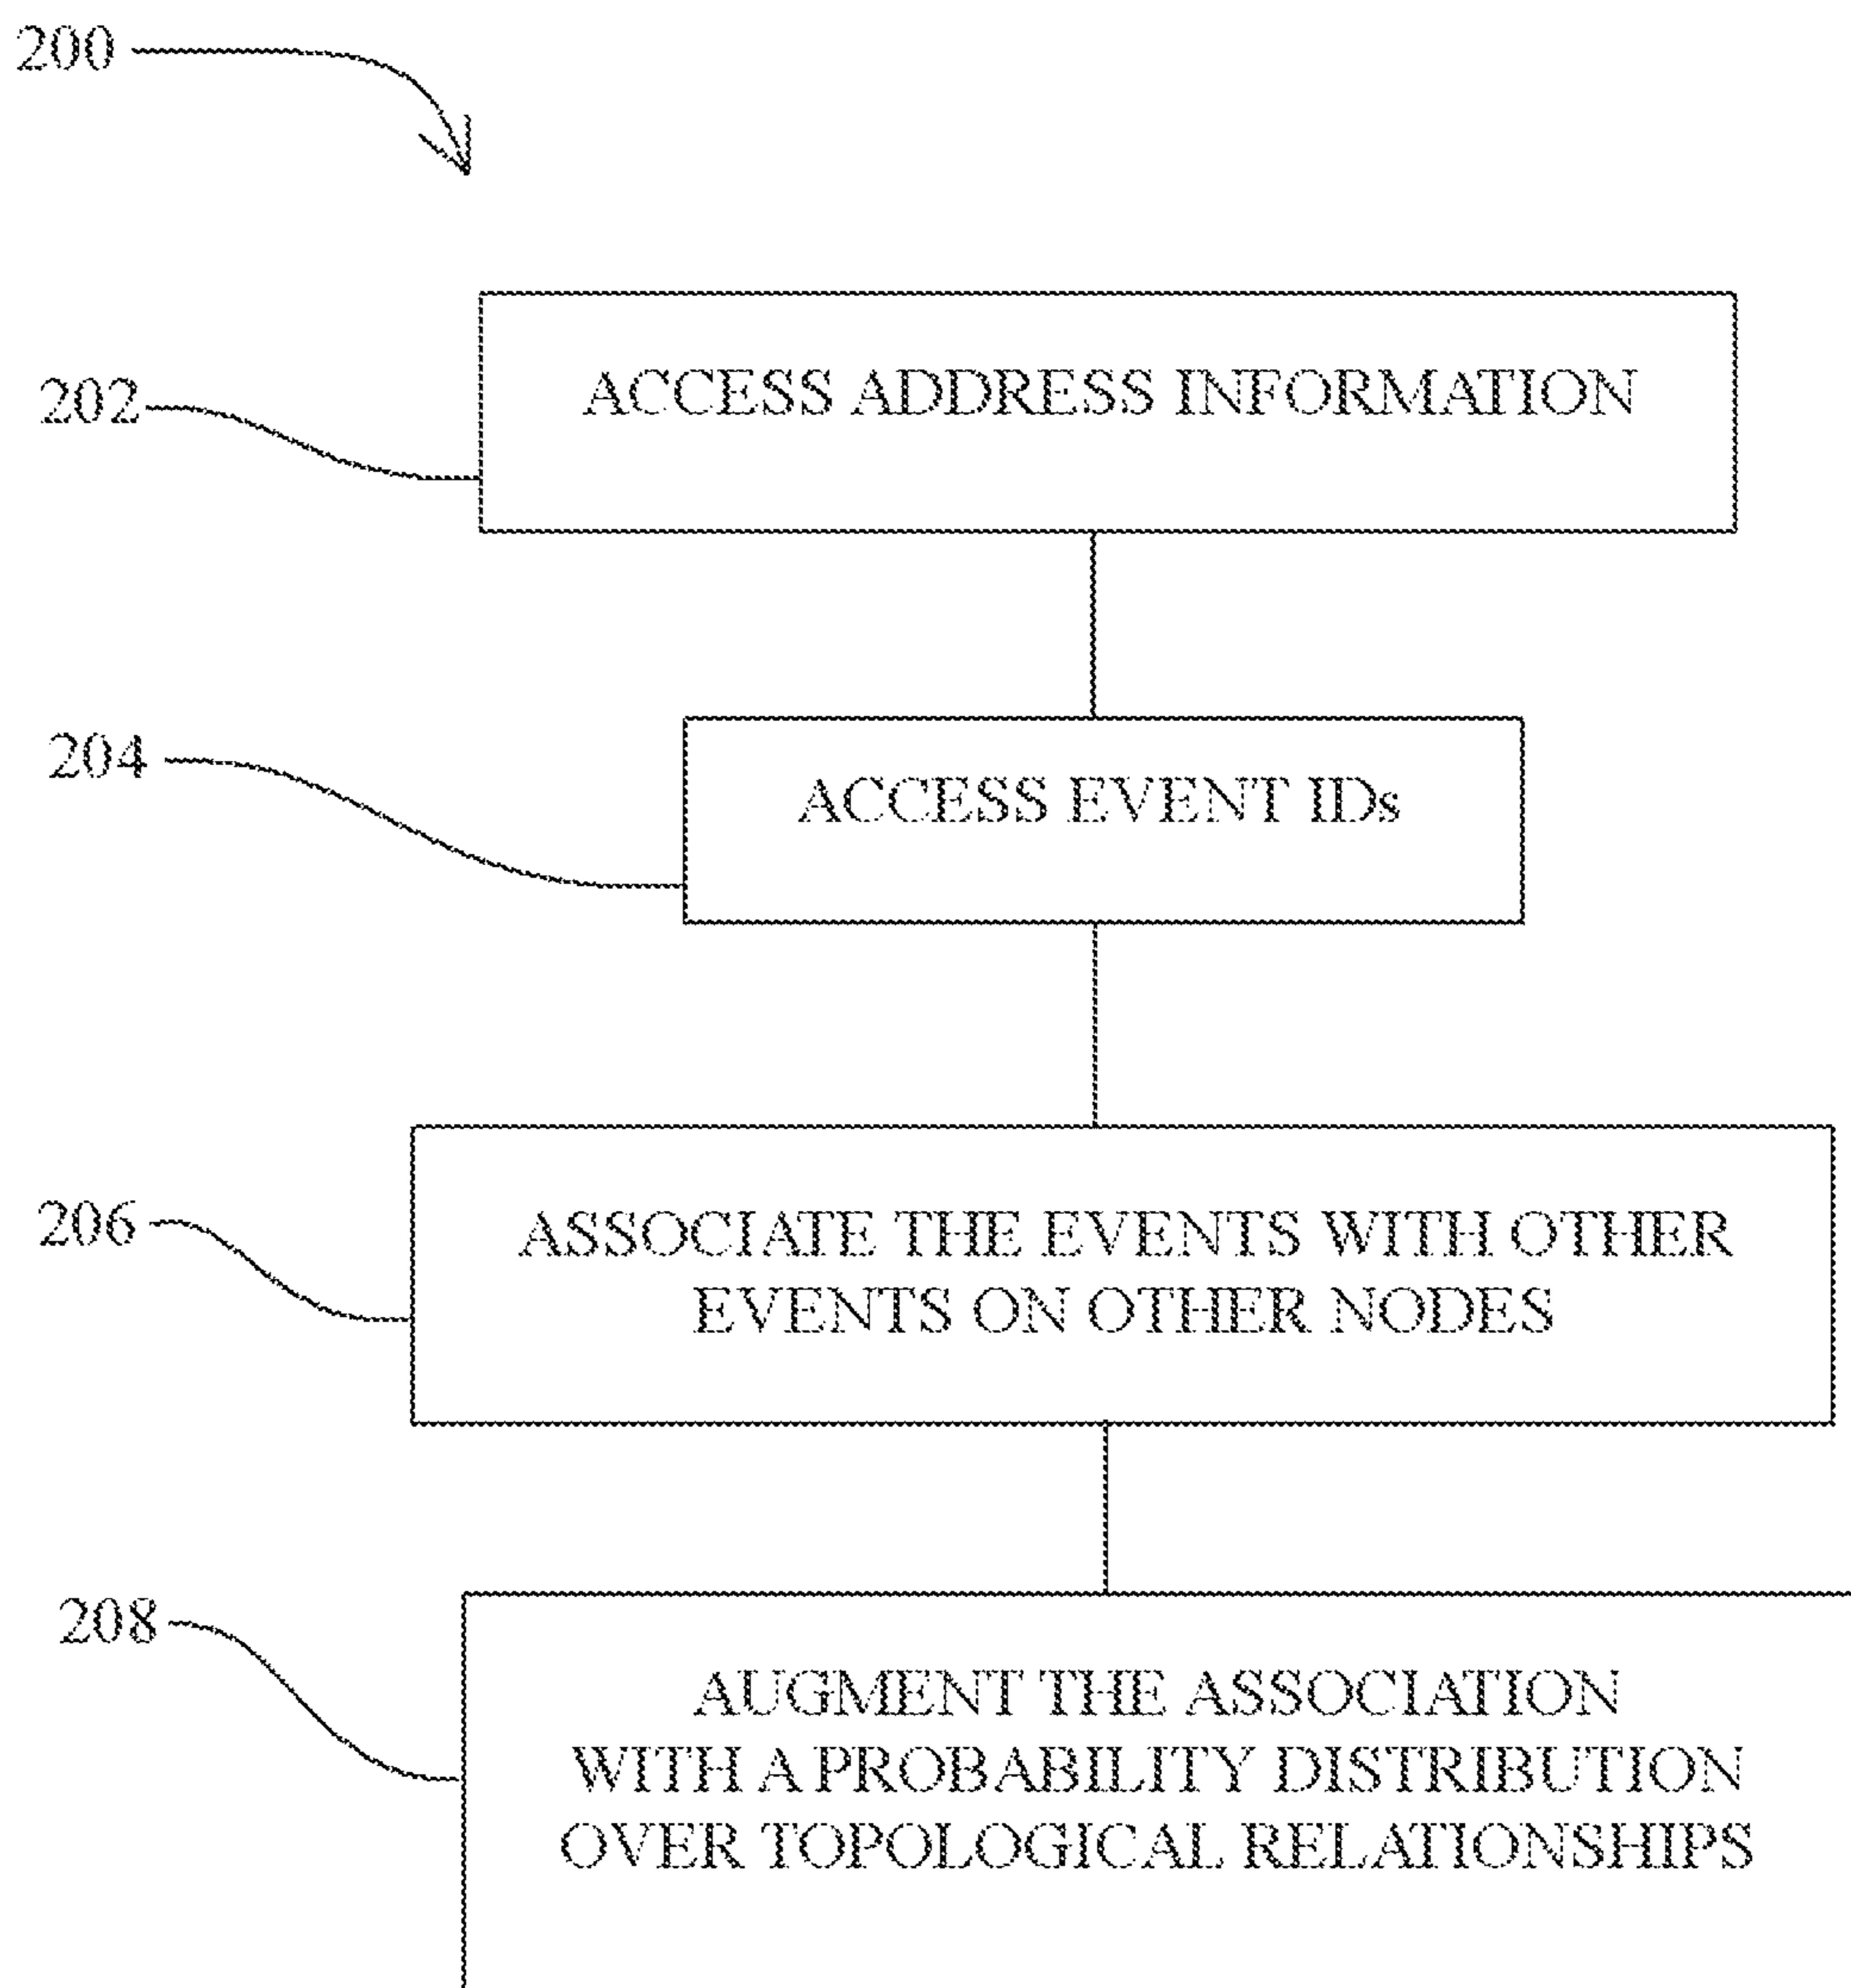 200
202
ACCESS ADDRESS INFORMATION
204
ACCESS EVENT IDs
206
ASSOCIATE THE EVENTS WITH OTHER
EVENTS ON OTHER NODES
208
AUGMENT THE ASSOCIATION
WITH A PROBABILITY DISTRIBUTION
OVER TOPOLOGICAL RELATIONSHIPS